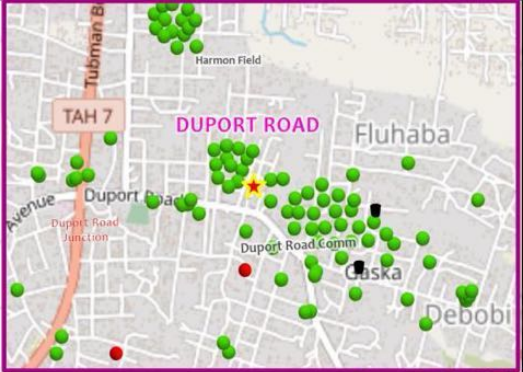 Tubman B
Harmon Field
TAH 7
DUPORT ROAD
Fluhaba
Avenue
Duport Road
Duport Road
Junction
Duport Road Comm
Gaska
Debobi